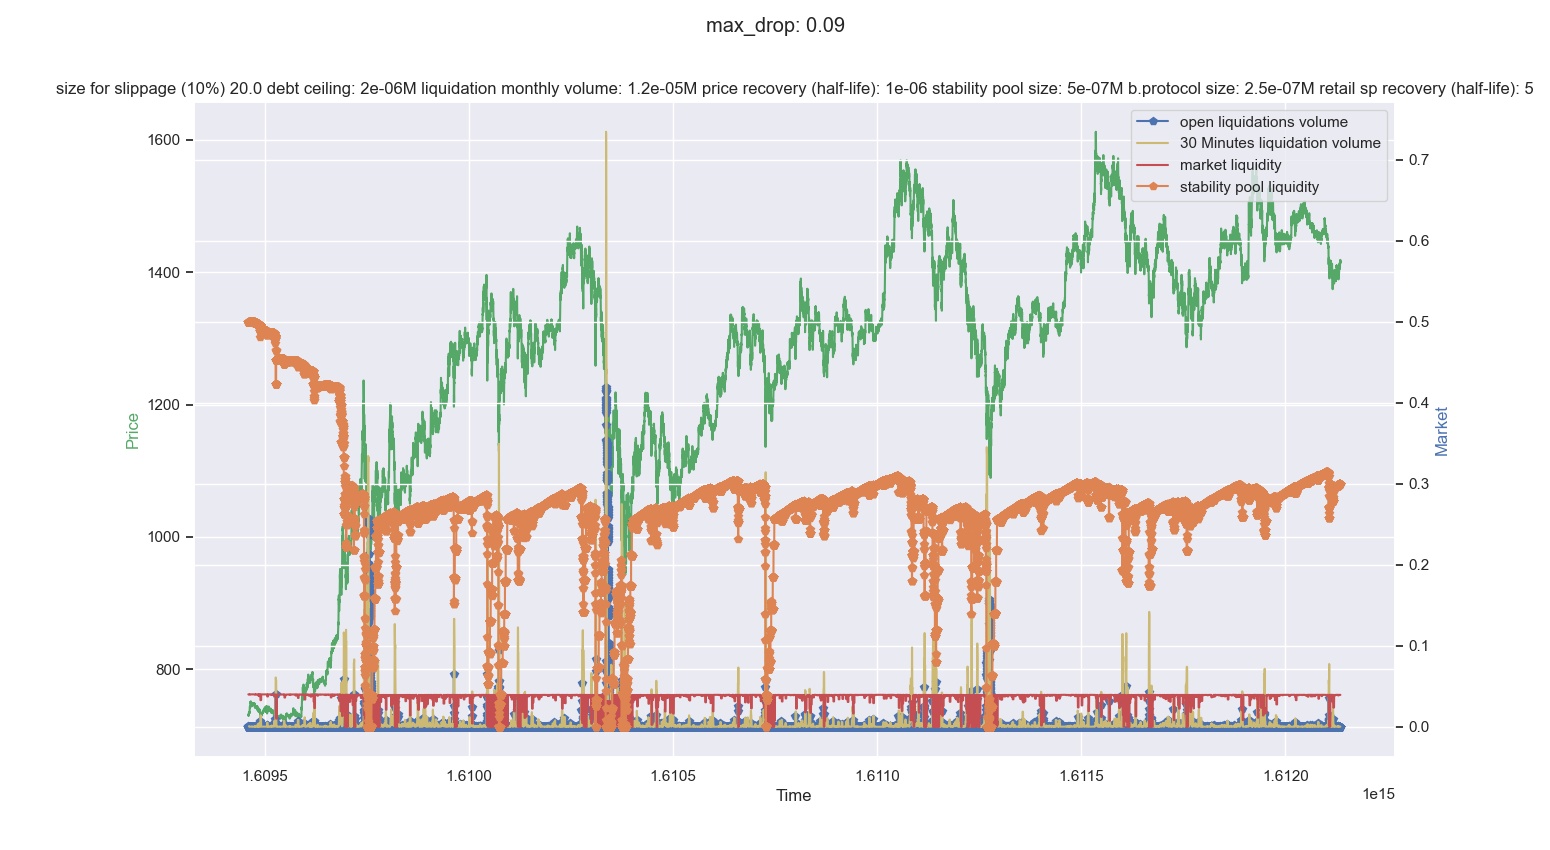 max_drop: 0.09
size for slippage (10%) 20.0 debt ceiling: 2e-06M liquidation monthly volume: 1.2e-05M price recovery (half-life): 1e-06 stability pool size: 5e-07M b.protocol size: 2.5e-07M retail sp recovery (half-life): 5
open liquidations volume
30 Minutes liquidation volume
market liquidity
stability pool liquidity
1600
1400
1200
1000
800
Price
0.7
0.6
0.5
0.4
0.3
0.2
0.1
0.0
Market
1.6095 1.6100 1.6105 1.6110 1.6115 1.6120
Time
1e15